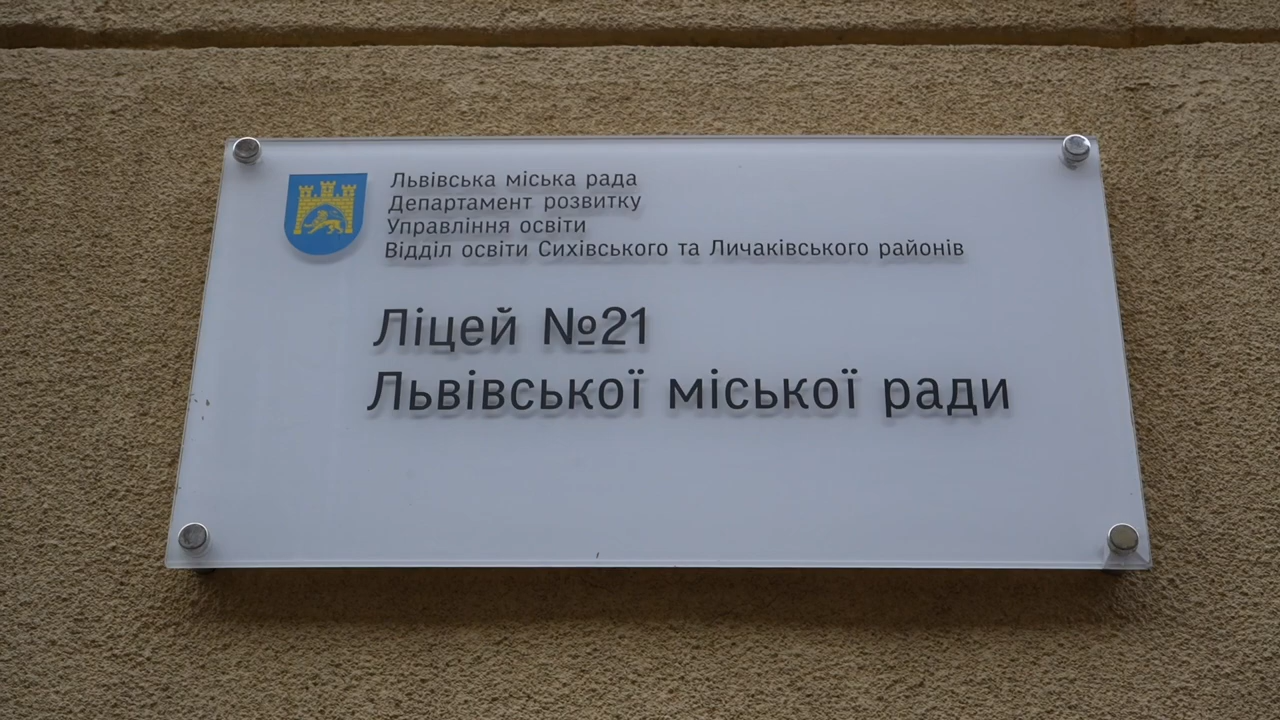 Львівська міська рада
Департамент розвитку
Управління освіти
Відділ освіти Сихівського та Личаківського районів
Ліцей №21
Львівської міської ради